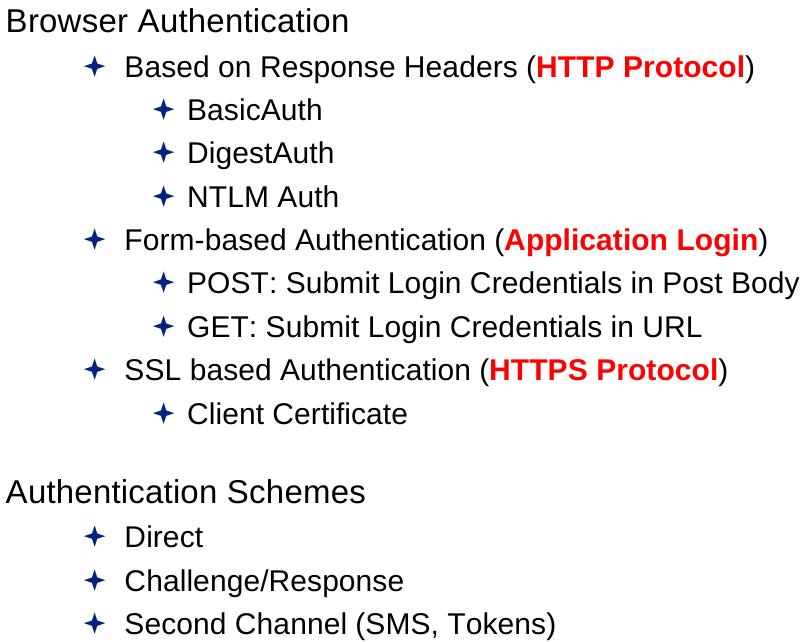 Browser Authentication
Based on Response Headers (HTTP Protocol)
BasicAuth
DigestAuth
NTLM Auth
Form-based Authentication (Application Login)
POST: Submit Login Credentials in Post Body
GET: Submit Login Credentials in URL
SSL based Authentication (HTTPS Protocol)
Client Certificate
Authentication Schemes
Direct
Challenge/Response
Second Channel (SMS, Tokens)